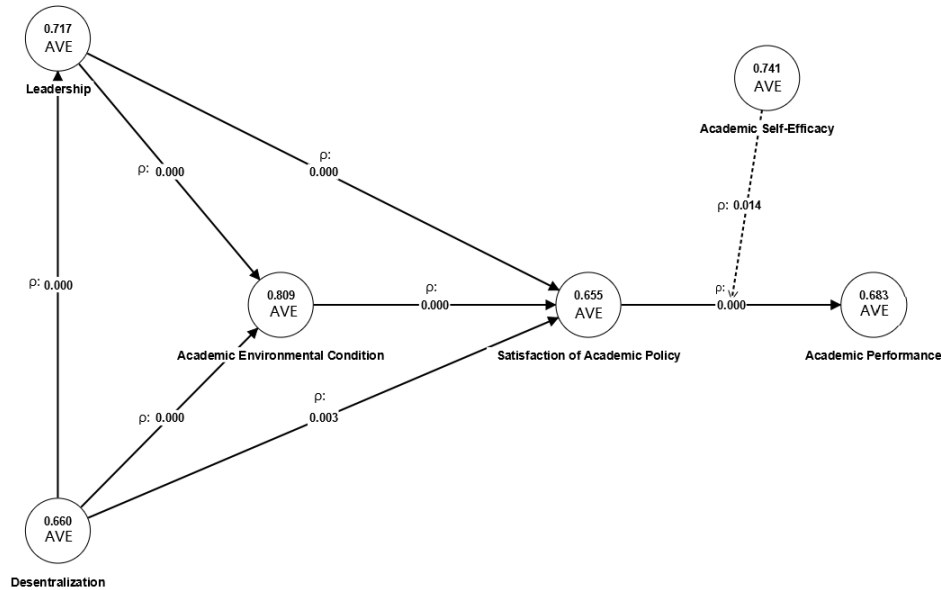 0.717
AVE
Leadership
0.741
AVE
Academic Self-Efficacy
ρ:
0.000
ρ: 0.000
ρ: 0.014
ρ: 0.000
0.809
AVE
Academic Environmental Condition
ρ:
0.000
0.655
AVE
Satisfaction of Academic Policy
ρ:
0.000
0.683
AVE
Academic Performance
ρ: 0.000
ρ:
0.003
0.660
AVE
Desentralization